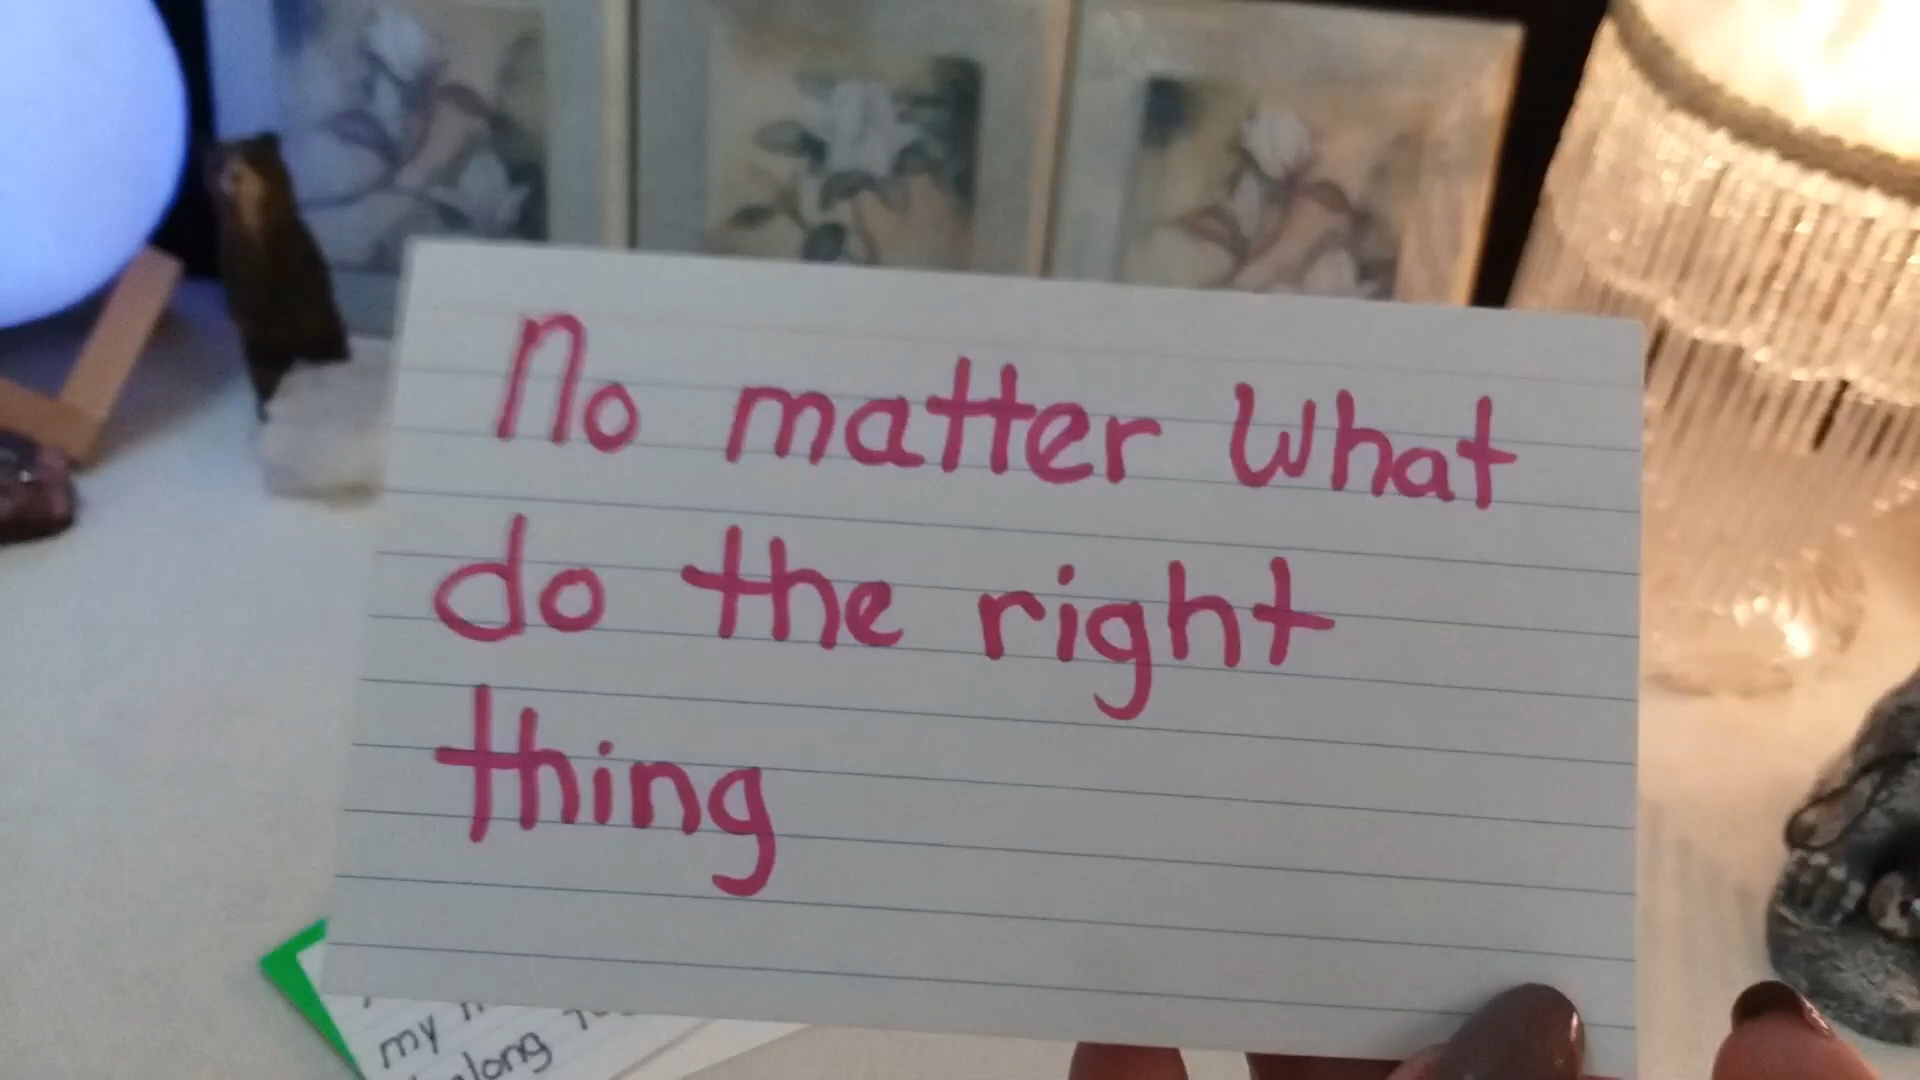 No matter What
do the right
thing
my
along